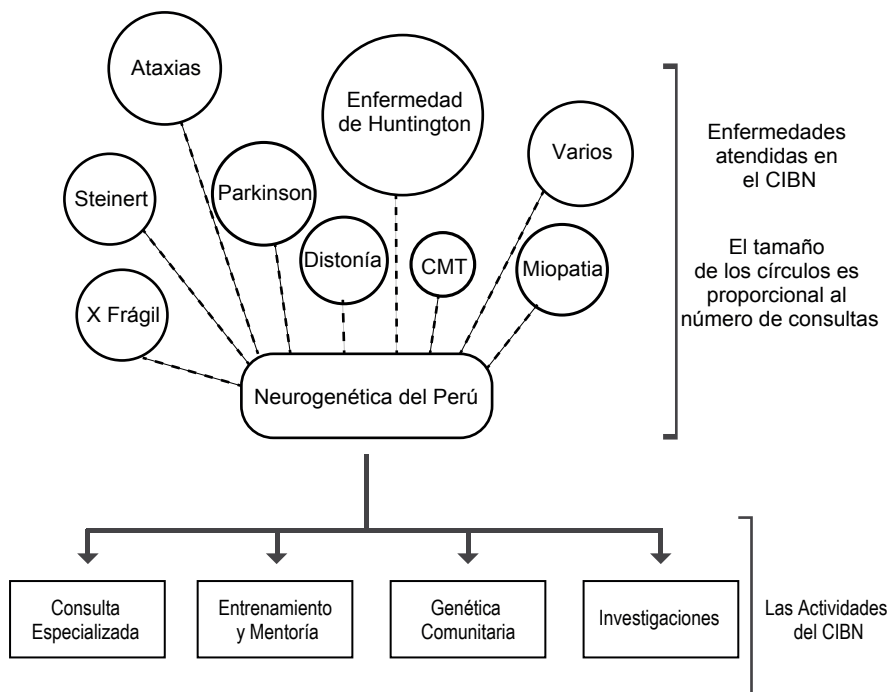 Ataxias
Enfermedad
de Huntington
Varios
Steinert
Parkinson
Distonía
CMT
Miopatia
X Frágil
Neurogenética del Perú
Enfermedades
atendidas en
el CIBN
El tamaño
de los círculos es
proporcional al
número de consultas
Consulta
Especializada
Entrenamiento
y Mentoría
Genética
Comunitaria
Investigaciones
Las Actividades
del CIBN